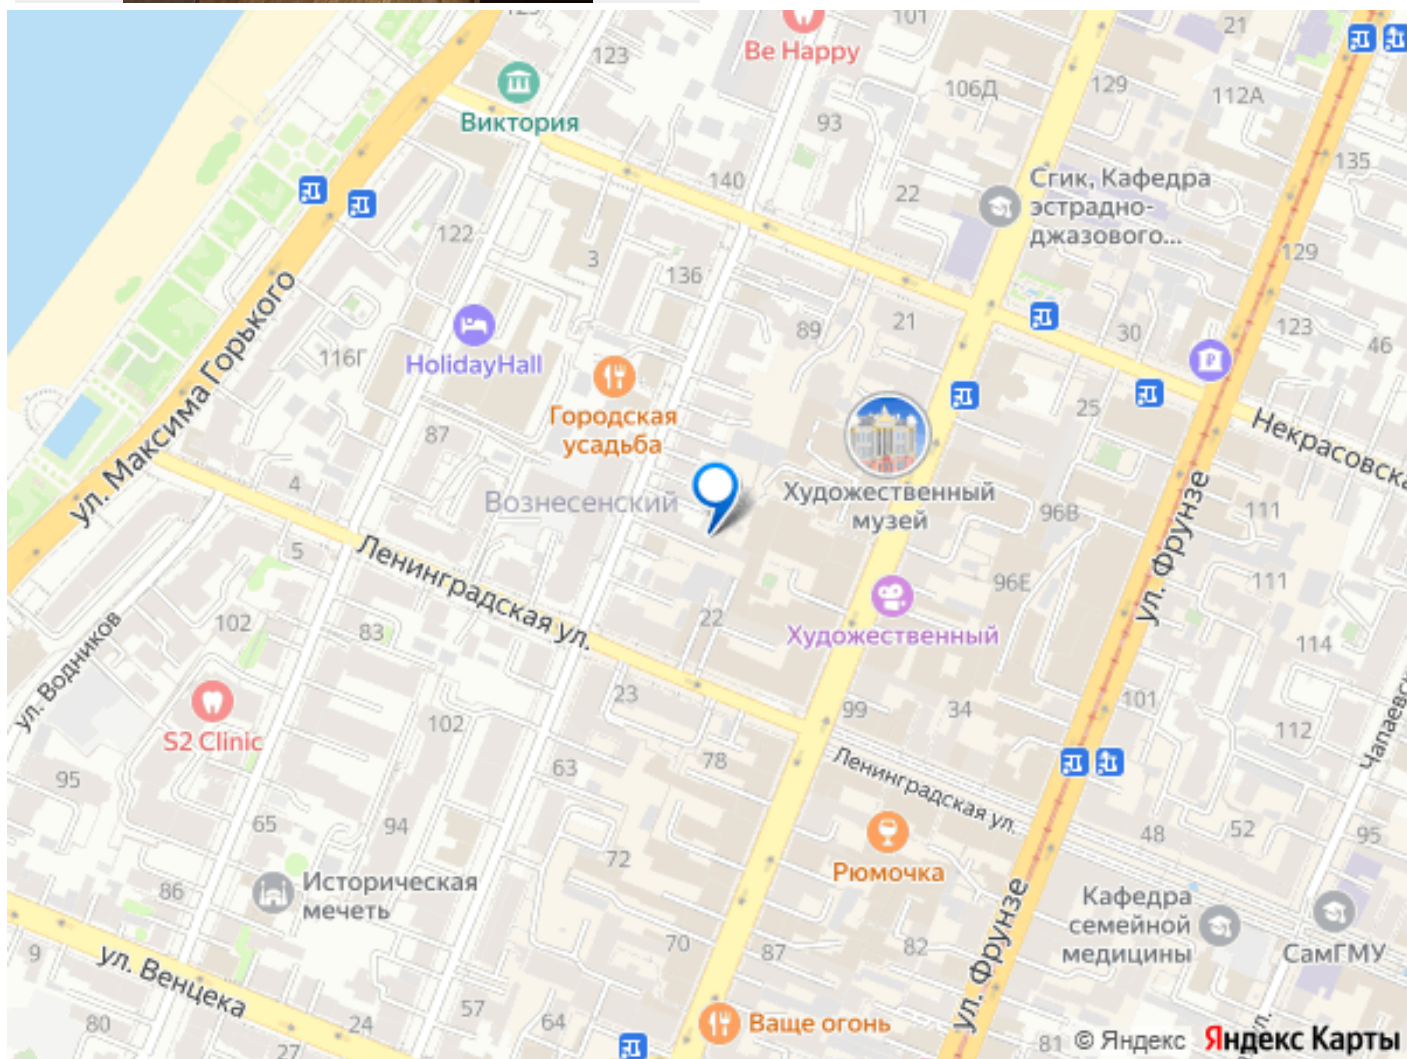 123
101
21
Be Happy
123
106Д
129
112А
Виктория
93
135
140
22
Сгик, Кафедра
эстрадно-
джазового...
122
3
136
129
ул. Максима Горького
89
21
30
123
46
116Г
HolidayHall
Городская
усадьба
87
25
Некрасовска
4
Вознесенский
Художественный
музей
96В
ул. Фрунзе
111
5
Ленинградская ул.
96Е
111
ул. Водников
102
83
22
Художественный
114
23
99
34
101
Чапаевс
S2 Clinic
102
112
95
63
78
Ленинградская ул.
65
94
Рюмочка
48
52
95
72
86
Историческая
мечеть
Кафедра
семейной
медицины
СамГМУ
9
ул. Венцека
70
87
82
ул. Фрунзе
80
24
57
64
Ваще огонь
27
81
© Яндекс
ул.
Яндекс Карты